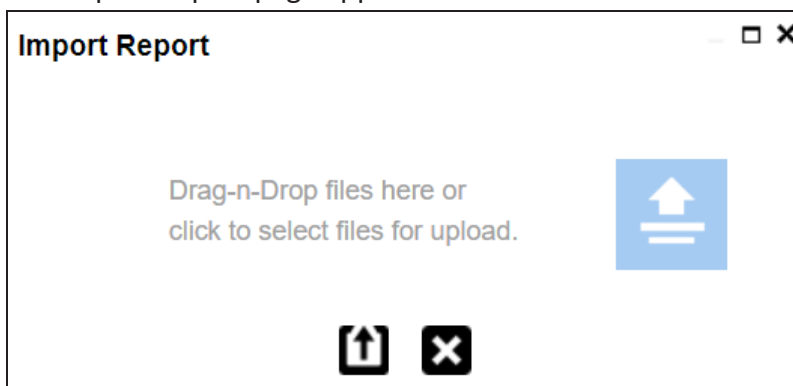 Import Report
Drag-n-Drop files here or
click to select files for upload.